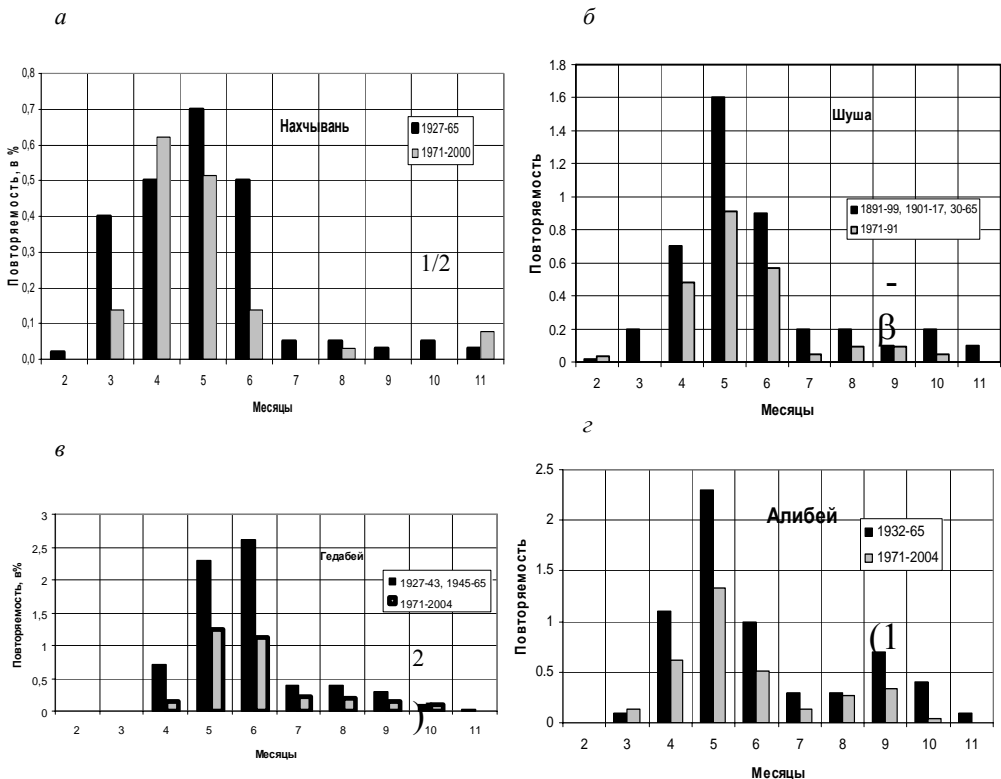 а
0,8
0,7
0,6
0,5
0,4
0,3
0,2
0,1
0,0
Повторяемость, в %
Нахчывань
1927-65
1971-2000
1/2
2 3 4 5 6 7 8 9 10 11
Месяцы
б
1.8
1.6
1.4
1.2
1
0.8
0.6
0.4
0.2
0
Повторяемость
Шуша
1891-99, 1901-17, 30-65
1971-91
-
β
2 3 4 5 6 7 8 9 10 11
Месяцы
в
3
2,5
2
1,5
1
0,5
0
Повторяемость, в%
Гедабей
1927-43, 1945-65
1971-2004
2
)
2 3 4 5 6 7 8 9 10 11
Месяцы
г
2.5
2
1.5
1
0.5
0
Повторяемость
Алибей
1932-65
1971-2004
(1
2 3 4 5 6 7 8 9 10 11
Месяцы